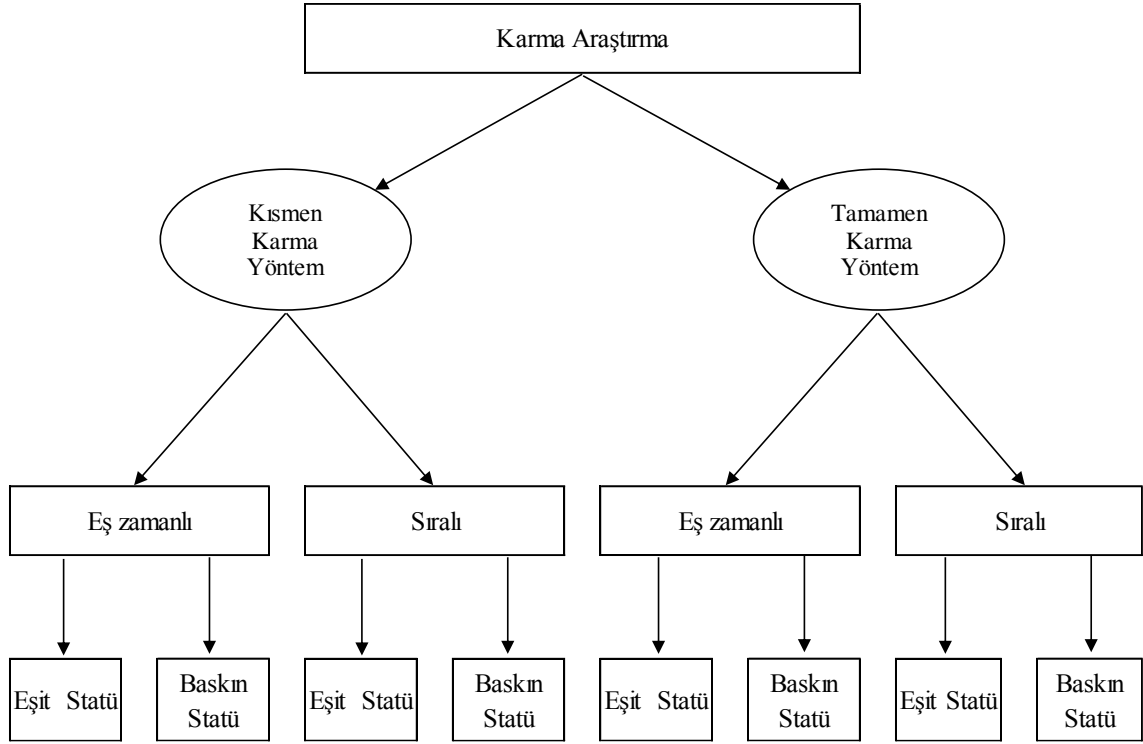 Karma Araştırma
Kısmen
Karma
Yöntem
Tamamen
Karma
Yöntem
Eş zamanlı
Sıralı
Eş zamanlı
Sıralı
Eşit Statü
Baskın
Statü
Eşit Statü
Baskın
Statü
Eşit Statü
Baskın
Statü
Eşit Statü
Baskın
Statü